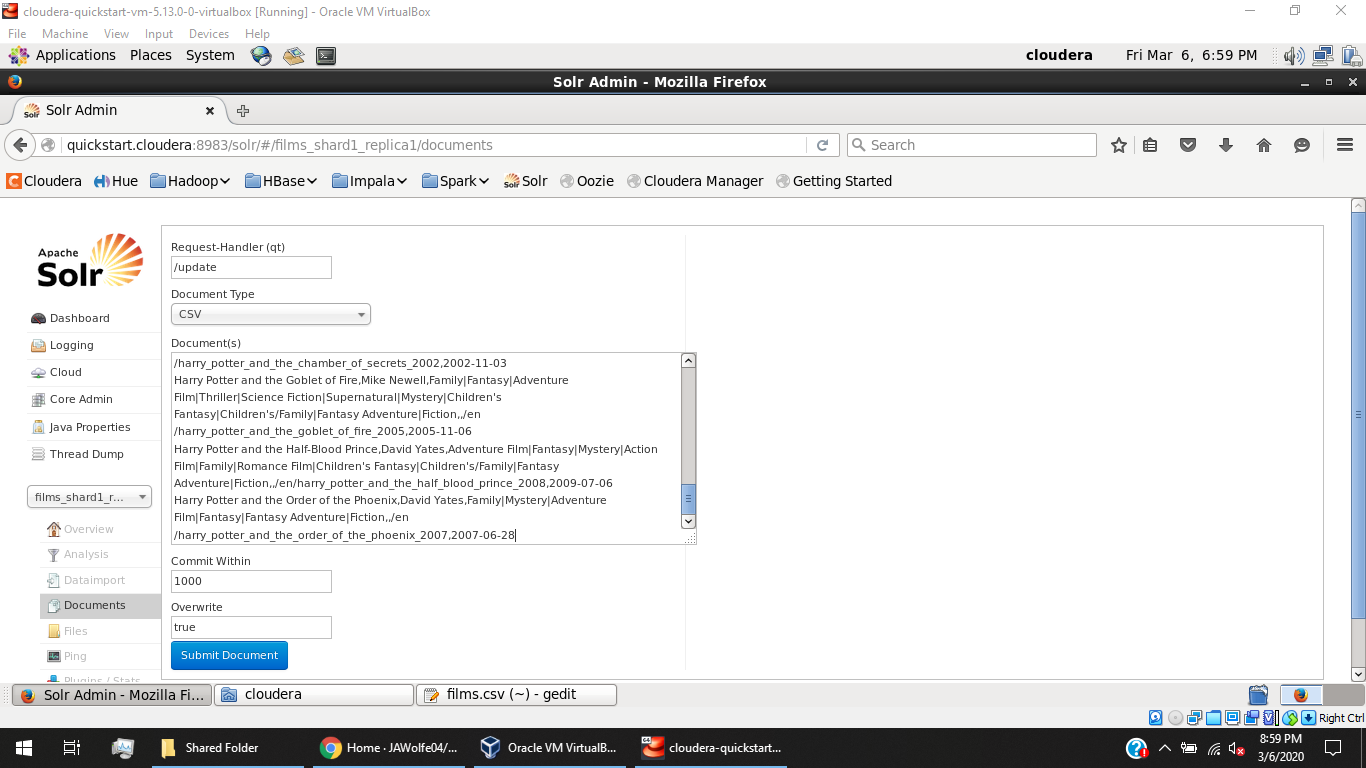 cloudera-quickstart-vm-5.13.0-0-virtualbox [Running] - Oracle VM VirtualBox
File Machine View Input Devices Help
Applications Places System
cloudera
Fri Mar 6, 6:59 PM
Solr Admin - Mozilla Firefox
Solr Admin
quickstart.cloudera:8983/solr/#/films_shard1_replica1/documents
Search
Cloudera Hue Hadoop HBase Impala Spark Solr Oozie Cloudera Manager Getting Started
Apache
Solr
Dashboard
Logging
Cloud
Core Admin
Java Properties
Thread Dump
films_shard1_r...
Overview
Analysis
Dataimport
Documents
Files
Ping
Plugins / Stats
Request-Handler (qt)
/update
Document Type
CSV
Document(s)
/harry_potter_and_the_chamber_of_secrets_2002,2002-11-03
Harry Potter and the Goblet of Fire,Mike Newell,Family|Fantasy|Adventure
Film|Thriller|Science Fiction|Supernatural|Mystery|Children's
Fantasy|Children's/Family|Fantasy Adventure|Fiction,,/en
/harry_potter_and_the_goblet_of_fire_2005,2005-11-06
Harry Potter and the Half-Blood Prince,David Yates,Adventure Film|Fantasy|Mystery|Action
Film|Family|Romance Film|Children's Fantasy|Children's/Family|Fantasy
Adventure|Fiction,,/en/harry_potter_and_the_half_blood_prince_2008,2009-07-06
Harry Potter and the Order of the Phoenix,David Yates,Family|Mystery|Adventure
Film|Fantasy|Fantasy Adventure|Fiction,,/en
/harry_potter_and_the_order_of_the_phoenix_2007,2007-06-28
Commit Within
1000
Overwrite
true
Submit Document
Solr Admin - Mozilla Fi...
cloudera
films.csv (~) - gedit
Right Ctrl
Shared Folder
Home · JAWolfe04/...
Oracle VM VirtualB...
cloudera-quickstart...
8:59 PM
3/6/2020